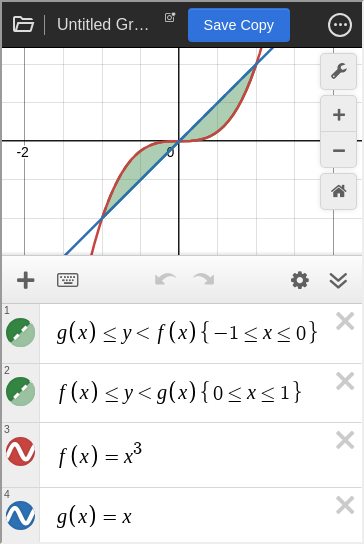 Untitled Gr... Save Copy
-2 0
1
g(x) ≤ y < f(x) {−1 ≤ x ≤ 0}
2
f(x) ≤ y < g(x) {0 ≤ x ≤ 1}
3
f(x) = x³
4
g(x) = x